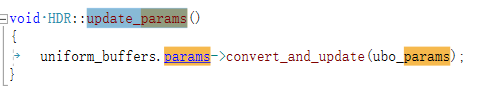 void HDR::update_params()
{
uniform_buffers.params->convert_and_update(ubo_params);
}